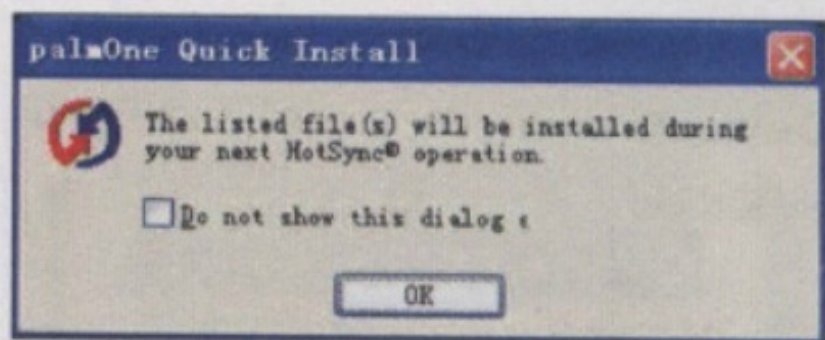 palmOne Quick Install
The listed file(s) will be installed during
your next HotSync® operation.
Do not show this dialog
OK